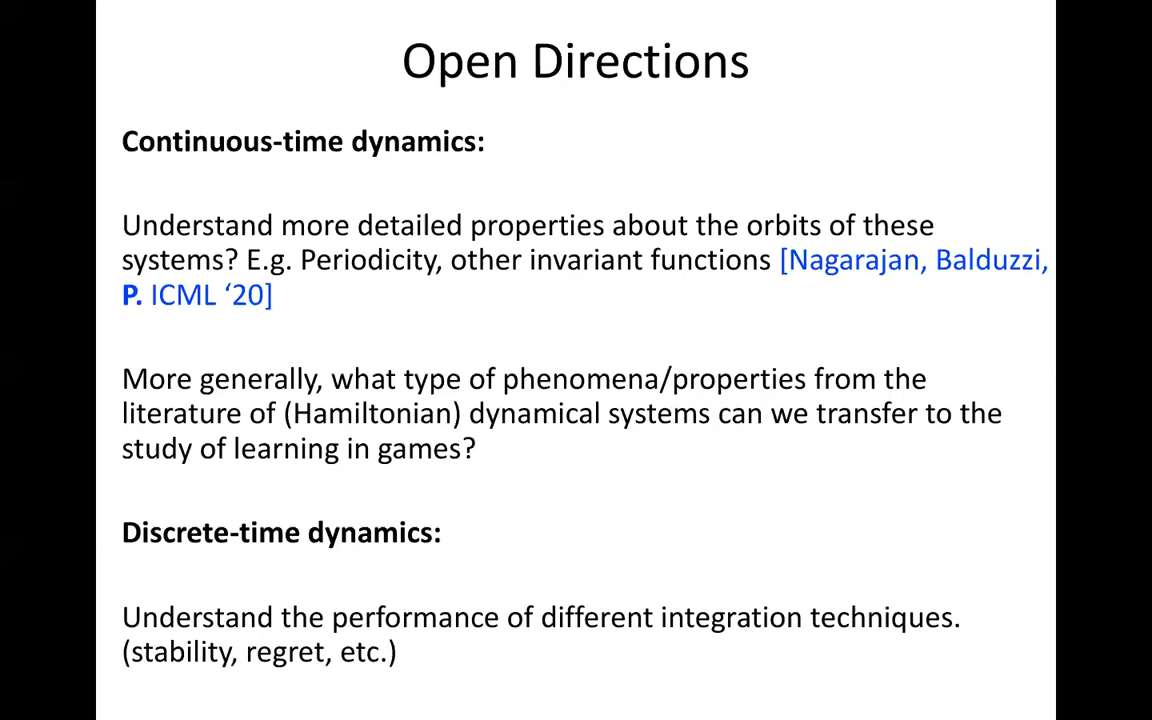 Open Directions
Continuous-time dynamics:
Understand more detailed properties about the orbits of these
systems? E.g. Periodicity, other invariant functions [Nagarajan, Balduzzi,
P. ICML ‘20]
More generally, what type of phenomena/properties from the
literature of (Hamiltonian) dynamical systems can we transfer to the
study of learning in games?
Discrete-time dynamics:
Understand the performance of different integration techniques.
(stability, regret, etc.)